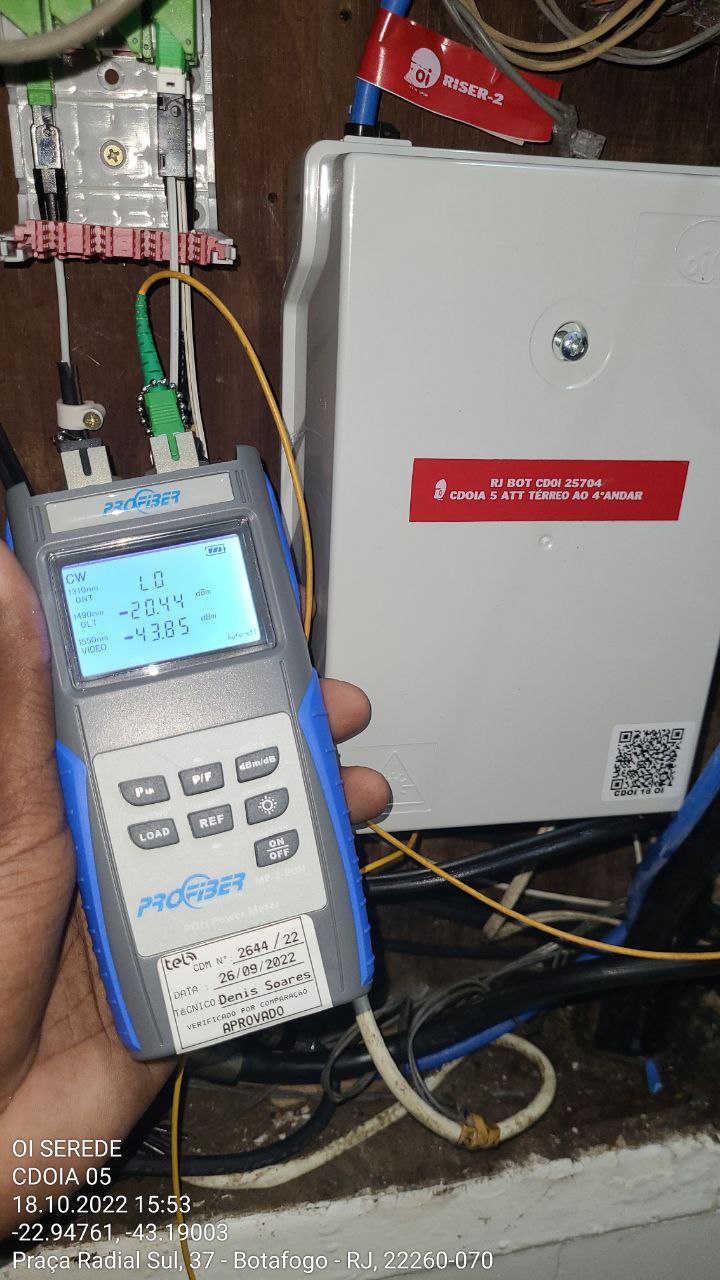 oi RISER-2
oi
RJ BOT CDOI 25704
CDOIA 5 ATT TÉRREO AO 4°ANDAR
CDOI 16 OI
PROFIBER
CW
1310nm LO
ONT
1490nm -20.44 dBm
OLT
1550nm -43.85 dBm
VIDEO
Auto-off
P/F
dBm/dB
LOAD
REF
ON
OFF
PROFIBER
PON Power Meter
tel
CDM N°: 2644/22
DATA: 26/09/2022
TÉCNICO: Denis Soares
VERIFICADO POR COMPARAÇÃO
APROVADO
OI SEREDE
CDOIA 05
18.10.2022 15:53
-22.94761, -43.19003
Praça Radial Sul, 37 - Botafogo - RJ, 22260-070